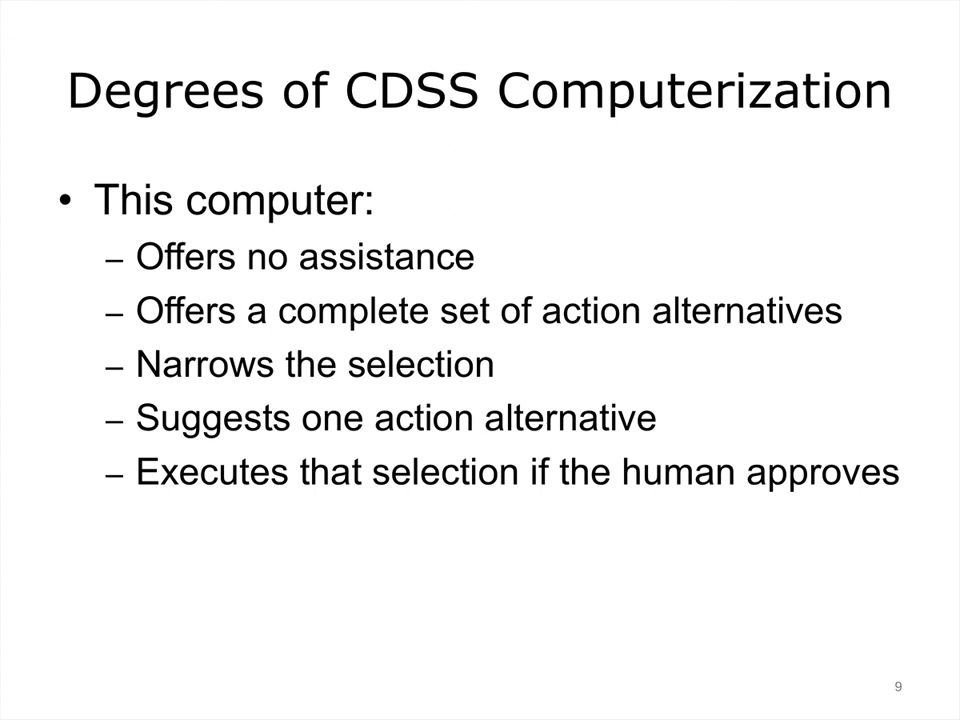 Degrees of CDSS Computerization
• This computer:
– Offers no assistance
– Offers a complete set of action alternatives
– Narrows the selection
– Suggests one action alternative
– Executes that selection if the human approves
9